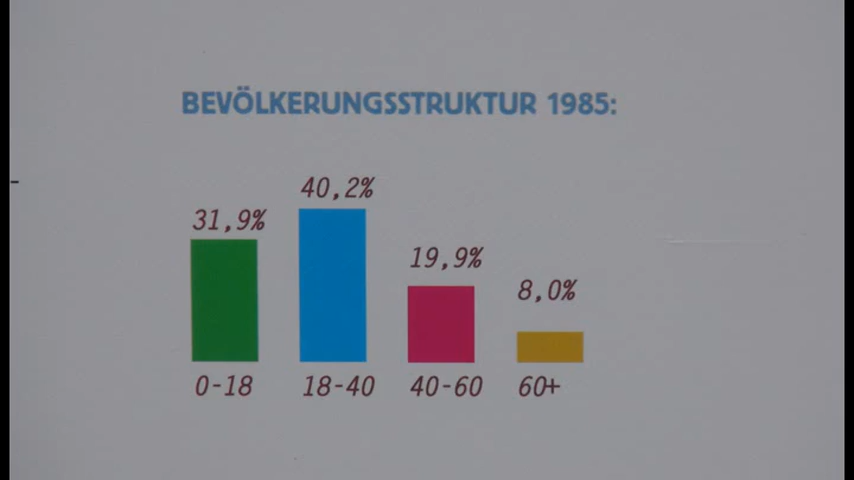 BEVÖLKERUNGSSTRUKTUR 1985:
31,9% 40,2% 19,9% 8,0%
0-18 18-40 40-60 60+